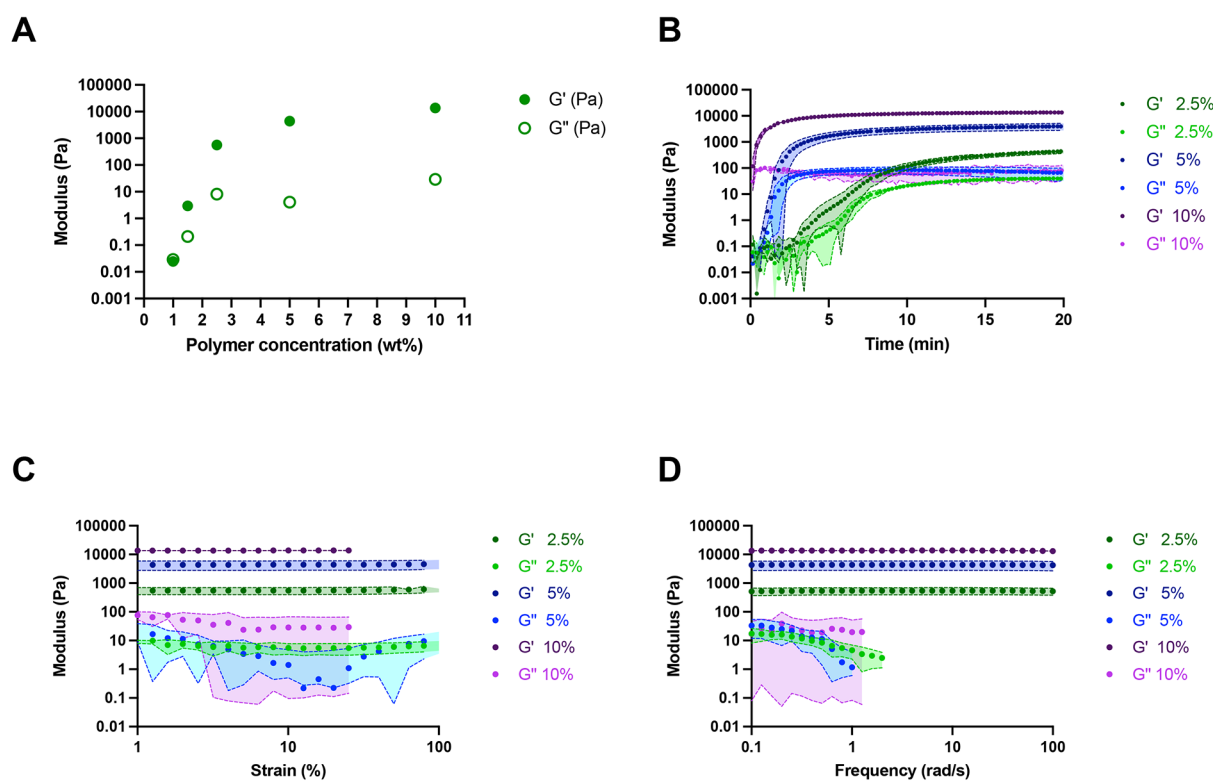 A
Modulus (Pa)
100000
10000
1000
100
10
1
0.1
0.01
0.001
0 1 2 3 4 5 6 7 8 9 10 11
Polymer concentration (wt%)
G' (Pa)
G" (Pa)
B
Modulus (Pa)
100000
10000
1000
100
10
1
0.1
0.01
0.001
0 5 10 15 20
Time (min)
G' 2.5%
G" 2.5%
G' 5%
G" 5%
G' 10%
G" 10%
C
Modulus (Pa)
100000
10000
1000
100
10
1
0.1
0.01
1 10 100
Strain (%)
G' 2.5%
G" 2.5%
G' 5%
G" 5%
G' 10%
G" 10%
D
Modulus (Pa)
100000
10000
1000
100
10
1
0.1
0.01
0.1 1 10 100
Frequency (rad/s)
G' 2.5%
G" 2.5%
G' 5%
G" 5%
G' 10%
G" 10%